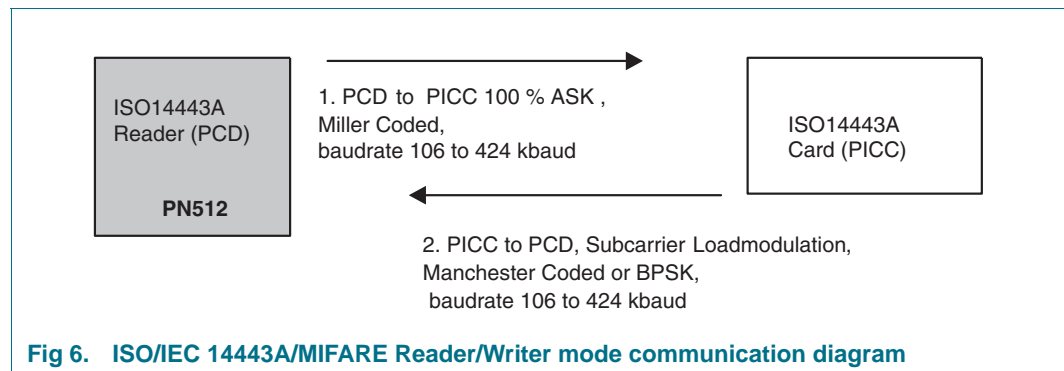 ISO14443A
Reader (PCD)
PN512
1. PCD to PICC 100 % ASK ,
Miller Coded,
baudrate 106 to 424 kbaud
ISO14443A
Card (PICC)
2. PICC to PCD, Subcarrier Loadmodulation,
Manchester Coded or BPSK,
baudrate 106 to 424 kbaud
Fig 6. ISO/IEC 14443A/MIFARE Reader/Writer mode communication diagram